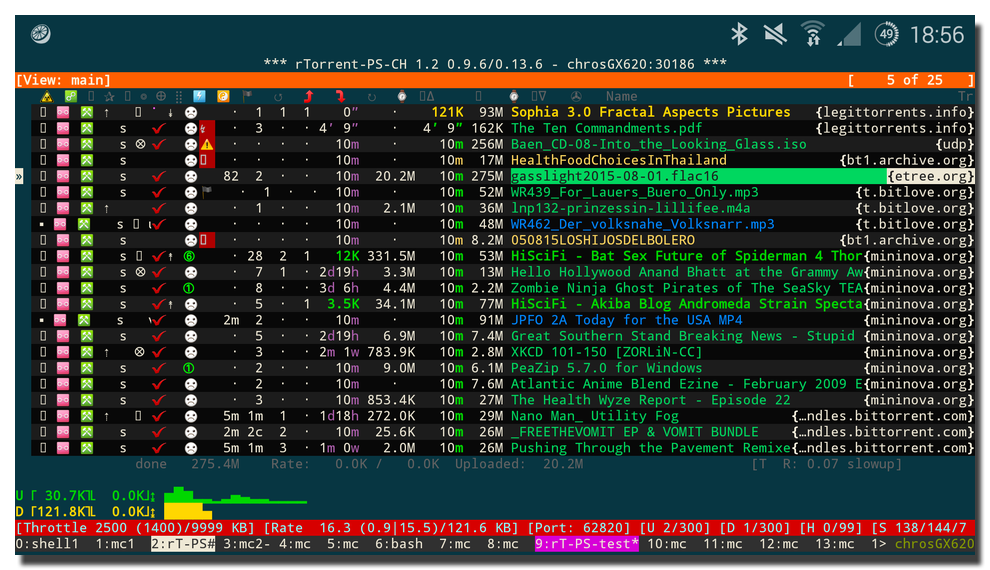 49 18:56
*** rTorrent-PS-CH 1.2 0.9.6/0.13.6 - chrosGX620:30186 ***
[View: main] [ 5 of 25 ]
Name Tr
· 1 1 1 0” 121K 93M Sophia 3.0 Fractal Aspects Pictures {legittorrents.info}
s · 3 · · 4’ 9” · 4’ 9” 162K The Ten Commandments.pdf {legittorrents.info}
s · · · · 10m · 10m 256M Baen_CD-08-Into_the_Looking_Glass.iso {udp}
· · · · 10m · 10m 17M HealthFoodChoicesInThailand {bt1.archive.org}
» s 82 2 · · 10m 20.2M 10m 275M gasslight2015-08-01.flac16 {etree.org}
s · 1 · · 10m · 10m 52M WR439_For_Lauers_Buero_Only.mp3 {t.bitlove.org}
s · 1 · · 10m 2.1M 10m 36M lnp132-prinzessin-lillifee.m4a {t.bitlove.org}
s · · · · 10m · 10m 48M WR462_Der_volksnahe_Volksnarr.mp3 {t.bitlove.org}
s · · · · 10m · 10m 8.2M 050815LOSHIJOSDELBOLERO {bt1.archive.org}
s 6 · 28 2 1 12K 331.5M 10m 53M HiSciFi - Bat Sex Future of Spiderman 4 Thor{mininova.org}
s · 7 1 · 2d19h 3.3M 10m 13M Hello Hollywood Anand Bhatt at the Grammy Aw{mininova.org}
s 1 · 8 · · 3d 6h 4.4M 10m 2.2M Zombie Ninja Ghost Pirates of The SeaSky TEA{mininova.org}
s · 5 · 1 3.5K 34.1M 10m 77M HiSciFi - Akiba Blog Andromeda Strain Specta{mininova.org}
s 2m 2 · · 10m · 10m 91M JPFO 2A Today for the USA MP4 {mininova.org}
s · 5 · · 2d19h 6.9M 10m 7.4M Great Southern Stand Breaking News - Stupid {mininova.org}
· 3 · · 2m 1w 783.9K 10m 2.8M XKCD 101-150 [ZORLiN-CC] {mininova.org}
s 1 · 2 · · 10m 9.0M 10m 6.1M PeaZip 5.7.0 for Windows {mininova.org}
s · 2 · · 10m · 10m 7.6M Atlantic Anime Blend Ezine - February 2009 E{mininova.org}
s · 3 · · 10m 853.4K 10m 27M The Health Wyze Report - Episode 22 {mininova.org}
5m 1m 1 · 1d18h 272.0K 10m 29M Nano Man_ Utility Fog {…ndles.bittorrent.com}
s 2m 2c 2 · 10m 25.6K 10m 26M _FREETHEVOMIT EP & VOMIT BUNDLE {…ndles.bittorrent.com}
s 5m 1m 3 · 1m 0w 2.0M 10m 26M Pushing Through the Pavement Remixe{…ndles.bittorrent.com}
done 275.4M Rate: 0.0K / 0.0K Uploaded: 20.2M [T R: 0.07 slowup]
U 30.7K 0.0K
D 121.8K 0.0K
[Throttle 2500 (1400)/9999 KB] [Rate 16.3 (0.9|15.5)/121.6 KB] [Port: 62820] [U 2/300] [D 1/300] [H 0/99] [S 138/144/7
0:shell1 1:mc1 2:rT-PS# 3:mc2- 4:mc 5:mc 6:bash 7:mc 8:mc 9:rT-PS-test* 10:mc 11:mc 12:mc 13:mc 1> chrosGX620